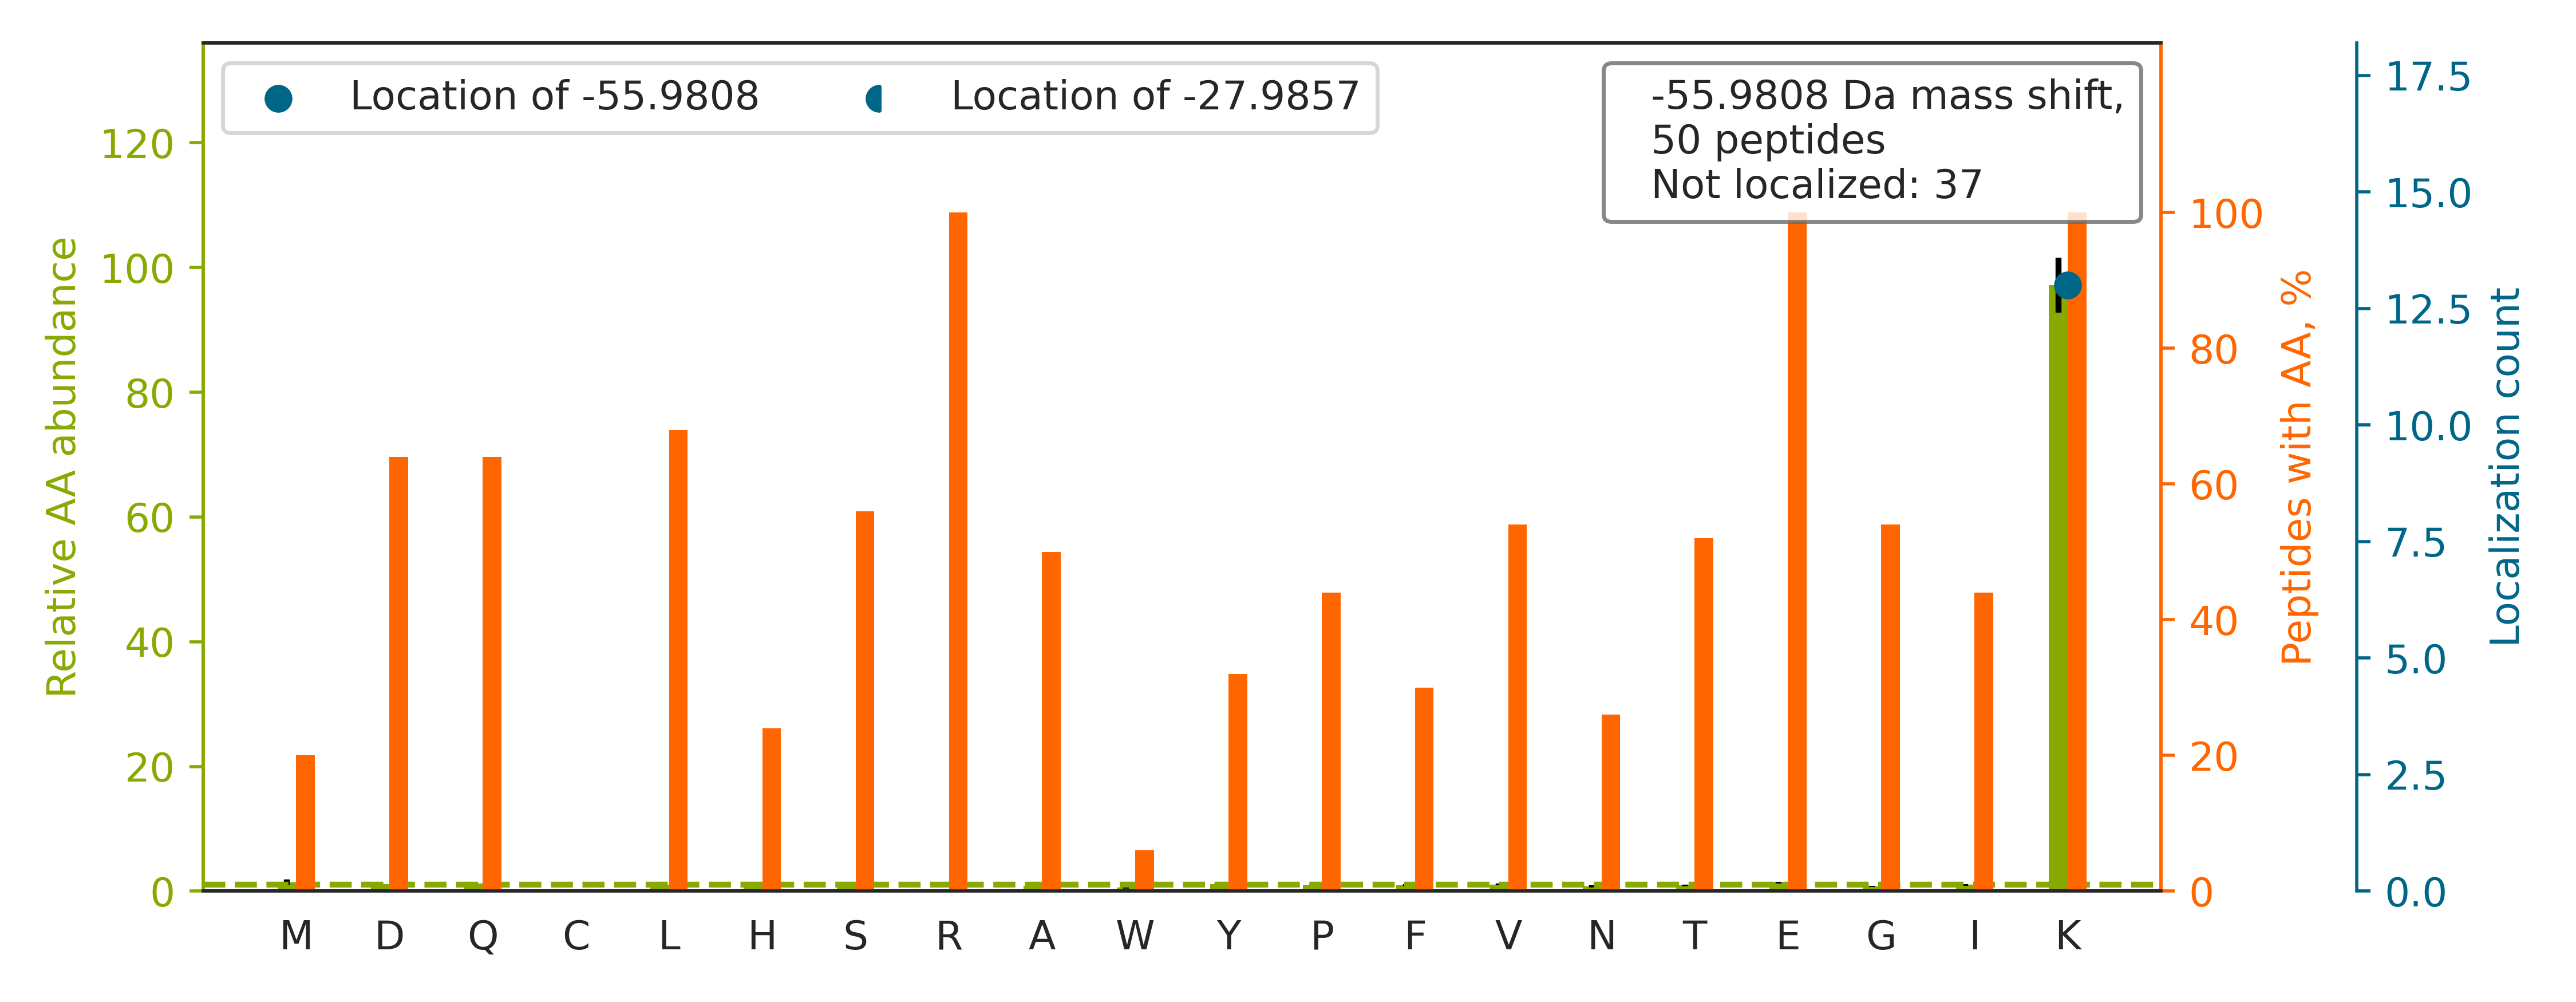 Location of -55.9808
Location of -27.9857
-55.9808 Da mass shift,
50 peptides
Not localized: 37
Relative AA abundance
120
100
80
60
40
20
0
M D Q C L H S R A W Y P F V N T E G I K
100
80
60
40
20
0
Peptides with AA, %
17.5
15.0
12.5
10.0
7.5
5.0
2.5
0.0
Localization count